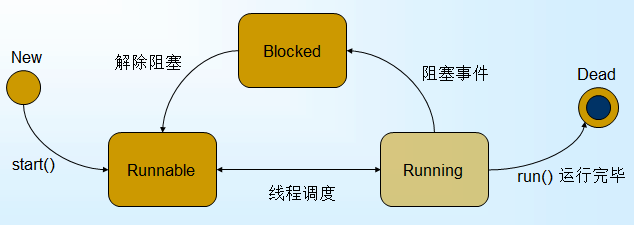 Blocked
New
解除阻塞
阻塞事件
Dead
start()
Runnable
线程调度
Running
run() 运行完毕